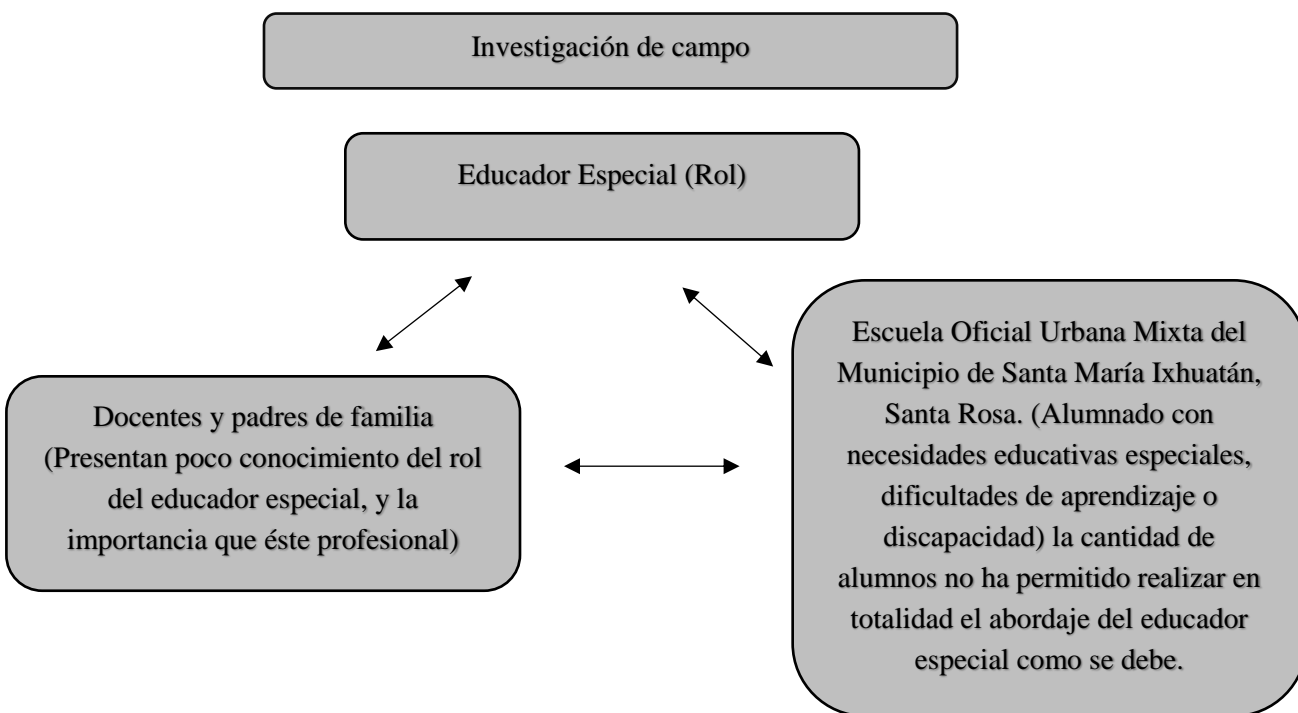 Investigación de campo
Educador Especial (Rol)
Docentes y padres de familia
(Presentan poco conocimiento del rol
del educador especial, y la
importancia que éste profesional)
Escuela Oficial Urbana Mixta del
Municipio de Santa María Ixhuatán,
Santa Rosa. (Alumnado con
necesidades educativas especiales,
dificultades de aprendizaje o
discapacidad) la cantidad de
alumnos no ha permitido realizar en
totalidad el abordaje del educador
especial como se debe.